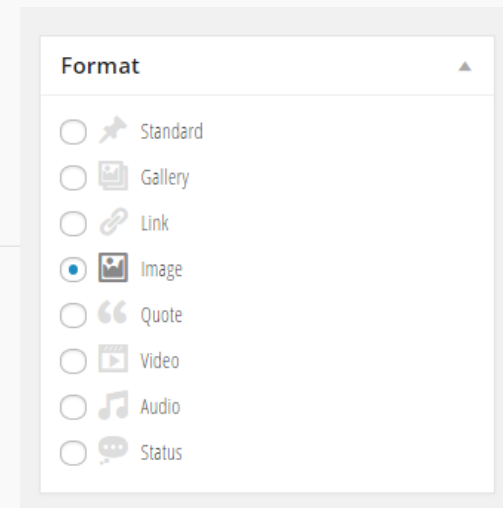 Format
Standard
Gallery
Link
Image
Quote
Video
Audio
Status